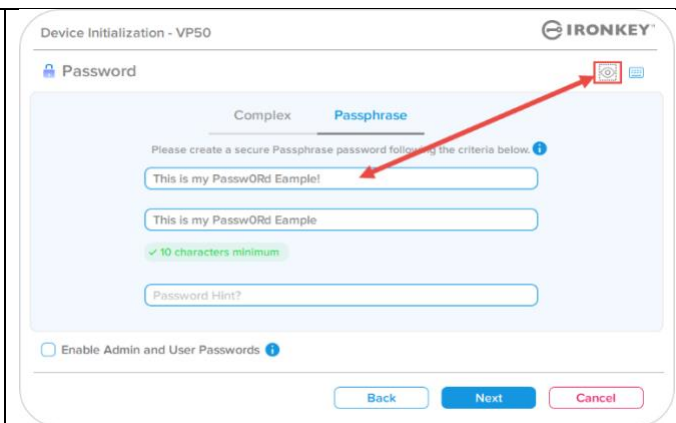 Device Initialization - VP50
IRONKEY™
Password
Complex Passphrase
Please create a secure Passphrase password following the criteria below.
This is my Passw0Rd Eample!
This is my Passw0Rd Eample
✓ 10 characters minimum
Password Hint?
Enable Admin and User Passwords
Back Next Cancel